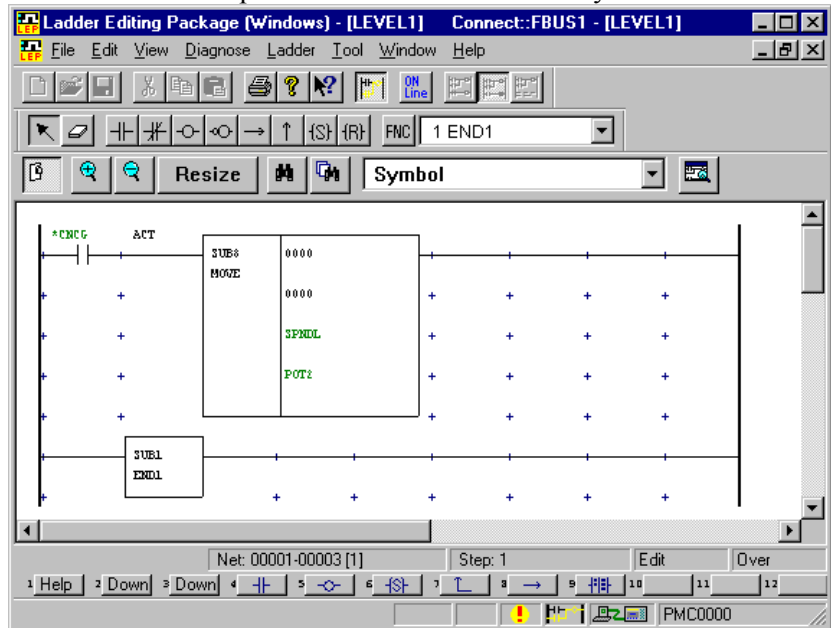 Ladder Editing Package (Windows) - [LEVEL1] Connect::FBUS1 - [LEVEL1]
File Edit View Diagnose Ladder Tool Window Help
ON Line
FNC 1 END1
Resize Symbol
*CNCG ACT
SUB8 0000
MOVE
0000
SPNDL
POT2
SUB1
END1
Net: 00001-00003 [1] Step: 1 Edit Over
1 Help 2 Down 3 Down 4 5 6 (S) 7 8 9 10 11 12
PMC0000